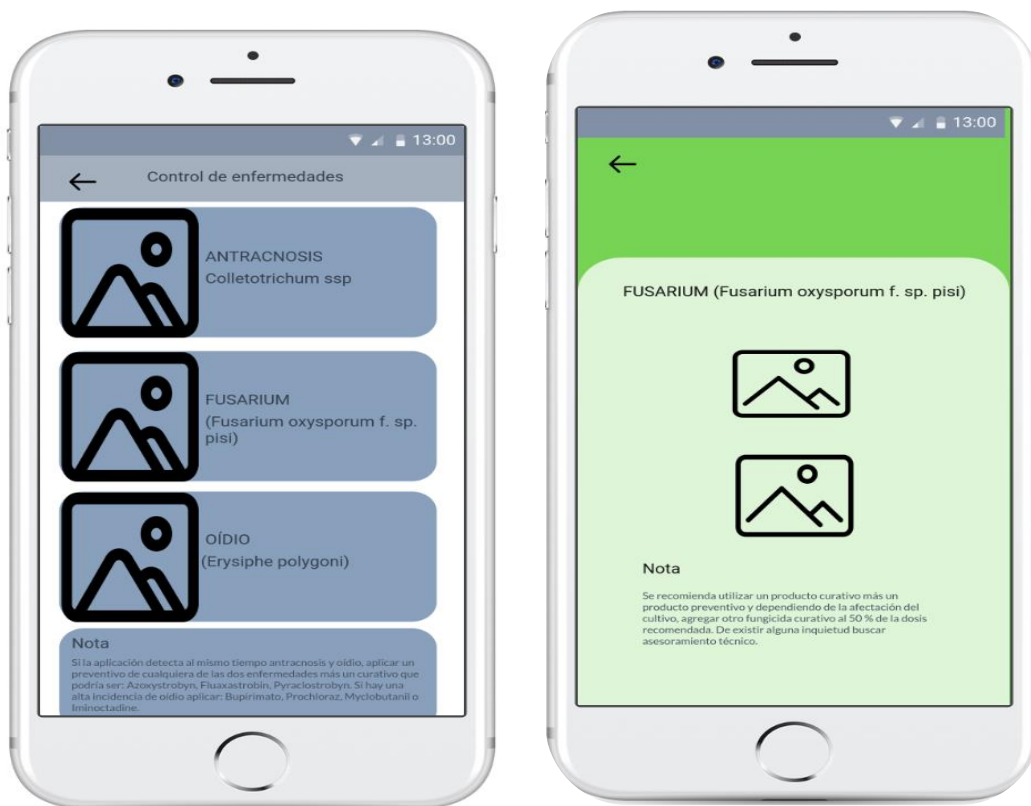 13:00
Control de enfermedades
ANTRACNOSIS
Colletotrichum ssp
FUSARIUM
(Fusarium oxysporum f. sp.
pisi)
OÍDIO
(Erysiphe polygoni)
Nota
Si la aplicación detecta al mismo tiempo antracnosis y oidio, aplicar un
preventivo de cualquiera de las dos enfermedades más un curativo que
podria ser: Azoxystrobyn, Fluaxastrobin, Pyraclostrobyn. Si hay una
alta incidencia de oidio aplicar: Bupirimato, Prochloraz, Myclobutanil o
Iminoctadine.
13:00
FUSARIUM (Fusarium oxysporum f. sp. pisi)
Nota
Se recomienda utilizar un producto curativo más un
producto preventivo y dependiendo de la afectación del
cultivo, agregar otro fungicida curativo al 50 % de la dosis
recomendada. De existir alguna inquietud buscar
asesoramiento técnico.